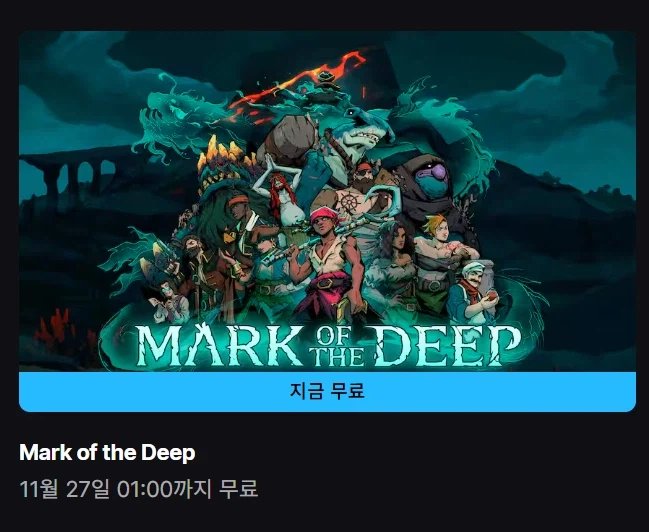 MARK OF THE DEEP
지금 무료
Mark of the Deep
11월 27일 01:00까지 무료